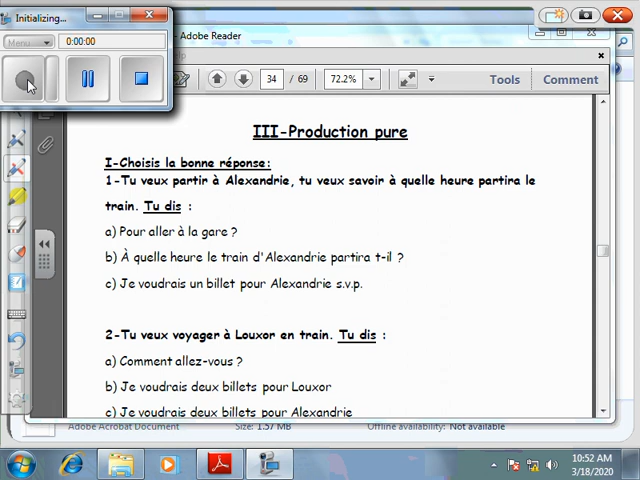 Initializing...
Menu
0:00:00
- Adobe Reader
34 / 69
72.2%
Tools
Comment
III-Production pure
I-Choisis la bonne réponse:
1-Tu veux partir à Alexandrie, tu veux savoir à quelle heure partira le
train. Tu dis :
a) Pour aller à la gare ?
b) À quelle heure le train d'Alexandrie partira t-il ?
c) Je voudrais un billet pour Alexandrie s.v.p.
2-Tu veux voyager à Louxor en train. Tu dis :
a) Comment allez-vous ?
b) Je voudrais deux billets pour Louxor
c) Je voudrais deux billets pour Alexandrie
Adobe Acrobat Document
Size: 1.57 MB
Offline availability: Not available
10:52 AM
3/18/2020